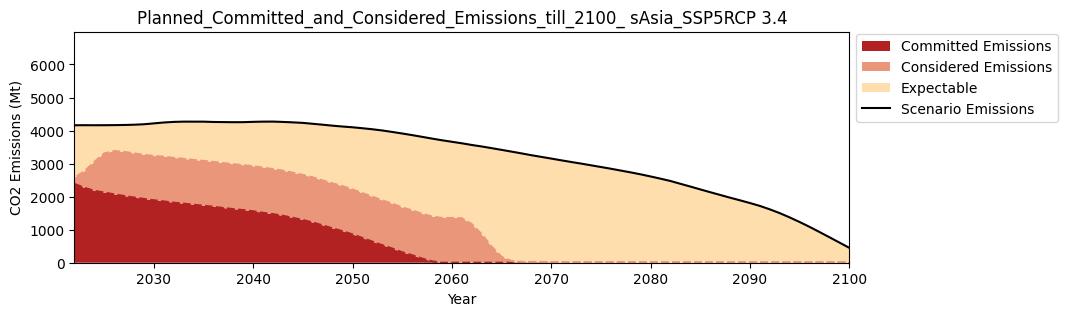 Planned_Committed_and_Considered_Emissions_till_2100_ sAsia_SSP5RCP 3.4
Committed Emissions
Considered Emissions
Expectable
Scenario Emissions
CO2 Emissions (Mt)
6000
5000
4000
3000
2000
1000
0
2030 2040 2050 2060 2070 2080 2090 2100
Year